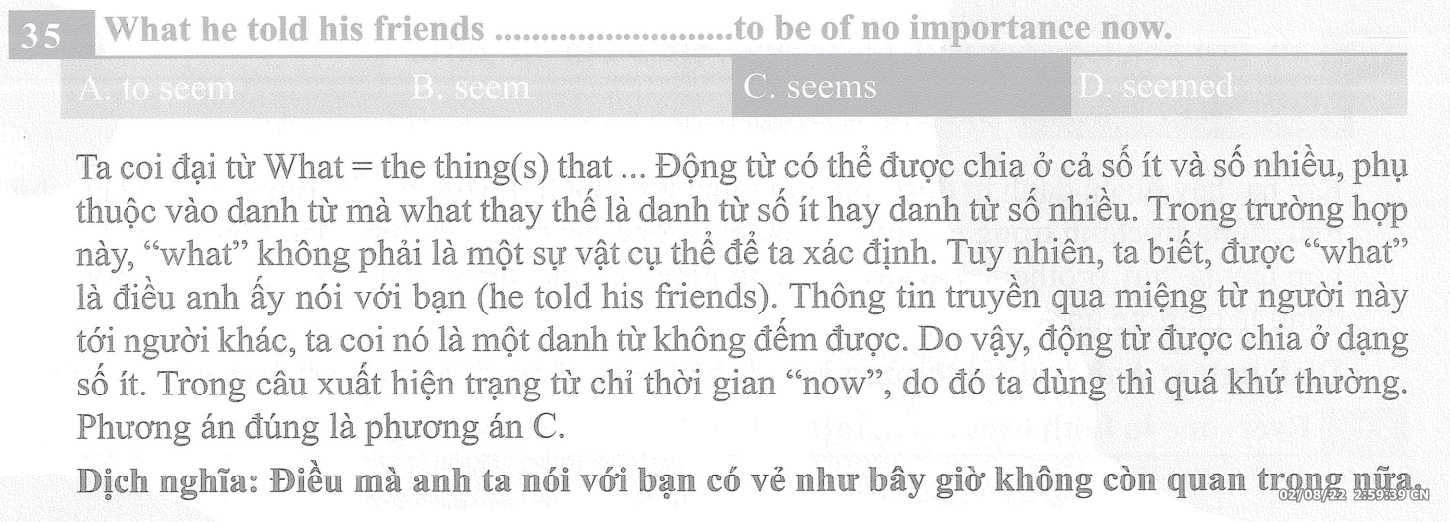 35 What he told his friends ..........................to be of no importance now.
A. to seem B. seem C. seems D. seemed
Ta coi đại từ What = the thing(s) that ... Động từ có thể được chia ở cả số ít và số nhiều, phụ
thuộc vào danh từ mà what thay thế là danh từ số ít hay danh từ số nhiều. Trong trường hợp
này, “what” không phải là một sự vật cụ thể để ta xác định. Tuy nhiên, ta biết, được “what”
là điều anh ấy nói với bạn (he told his friends). Thông tin truyền qua miệng từ người này
tới người khác, ta coi nó là một danh từ không đếm được. Do vậy, động từ được chia ở dạng
số ít. Trong câu xuất hiện trạng từ chỉ thời gian “now”, do đó ta dùng thì quá khứ thường.
Phương án đúng là phương án C.
Dịch nghĩa: Điều mà anh ta nói với bạn có vẻ như bây giờ không còn quan trọng nữa.
02/08/22 2:59:39 CN